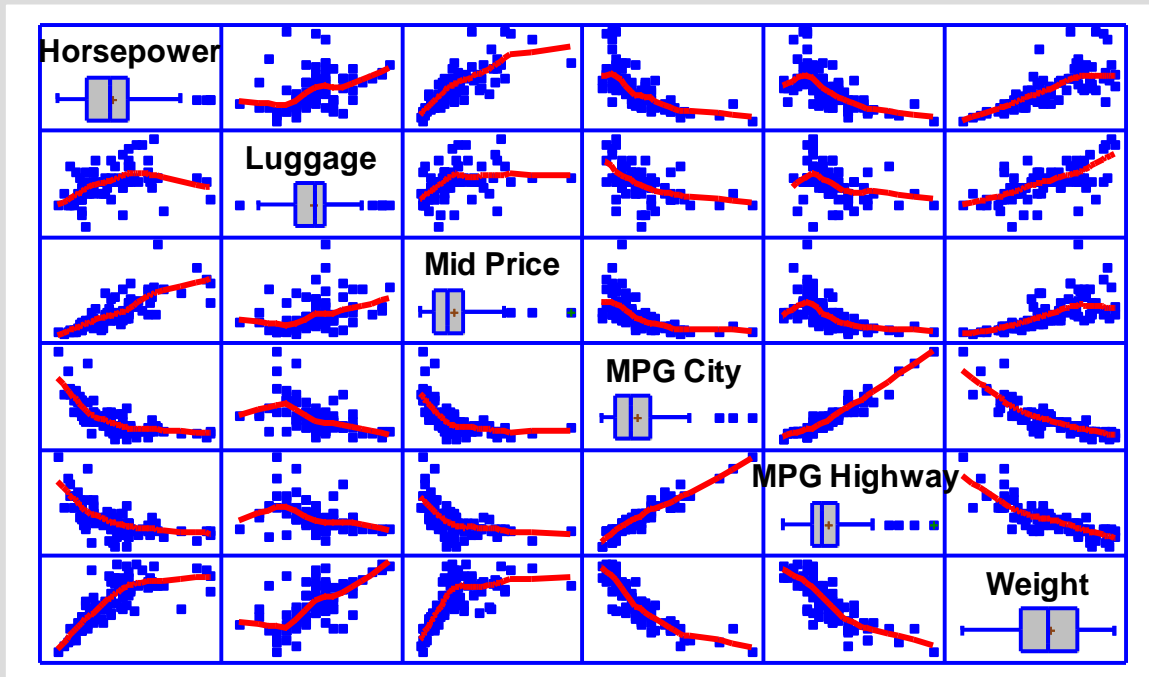 Horsepower
Luggage
Mid Price
MPG City
MPG Highway
Weight